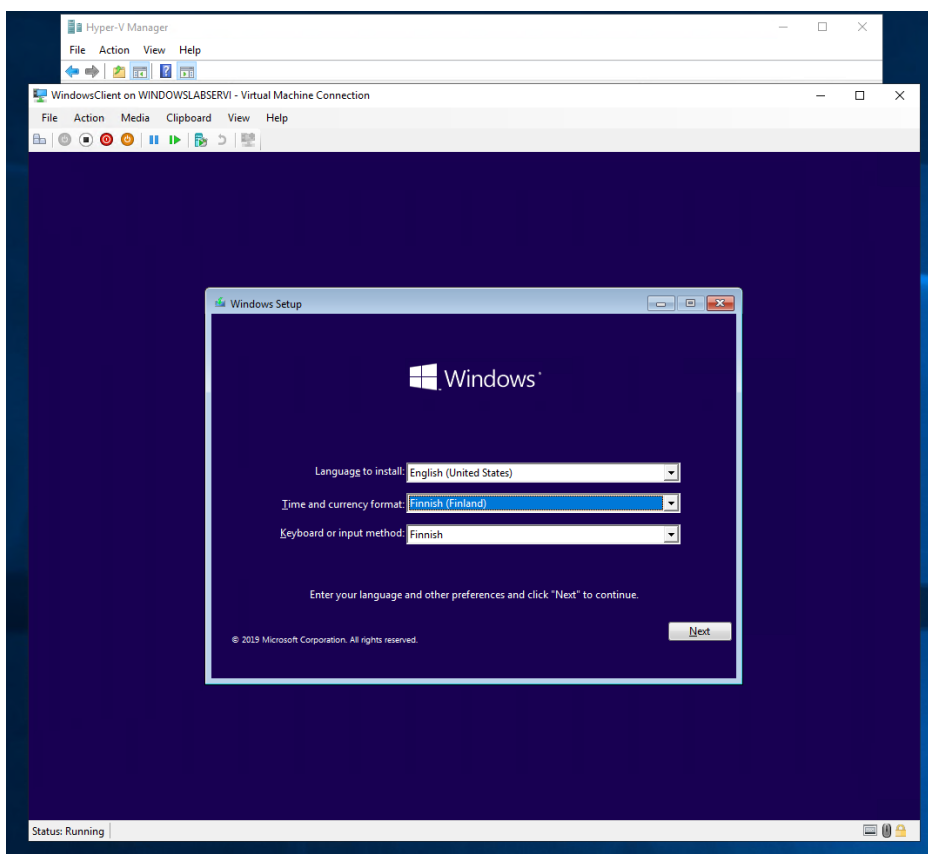 Hyper-V Manager
File Action View Help
WindowsClient on WINDOWSLABSERVI - Virtual Machine Connection
File Action Media Clipboard View Help
Windows Setup
Windows
Language to install: English (United States)
Time and currency format: Finnish (Finland)
Keyboard or input method: Finnish
Enter your language and other preferences and click "Next" to continue.
© 2019 Microsoft Corporation. All rights reserved.
Next
Status: Running